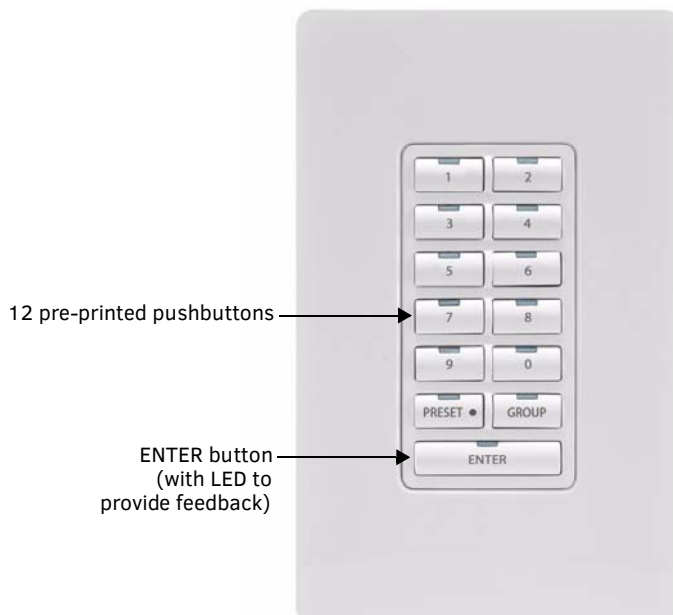 1
2
3
4
5
6
12 pre-printed pushbuttons
7
8
9
0
PRESET
GROUP
ENTER button
(with LED to
provide feedback)
ENTER